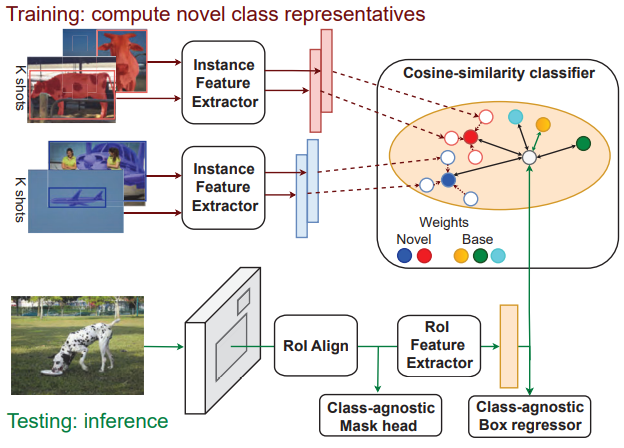 Training: compute novel class representatives
K shots
Instance
Feature
Extractor
Cosine-similarity classifier
K shots
Instance
Feature
Extractor
Weights
Novel
Base
RoI Align
RoI
Feature
Extractor
Class-agnostic
Mask head
Class-agnostic
Box regressor
Testing: inference